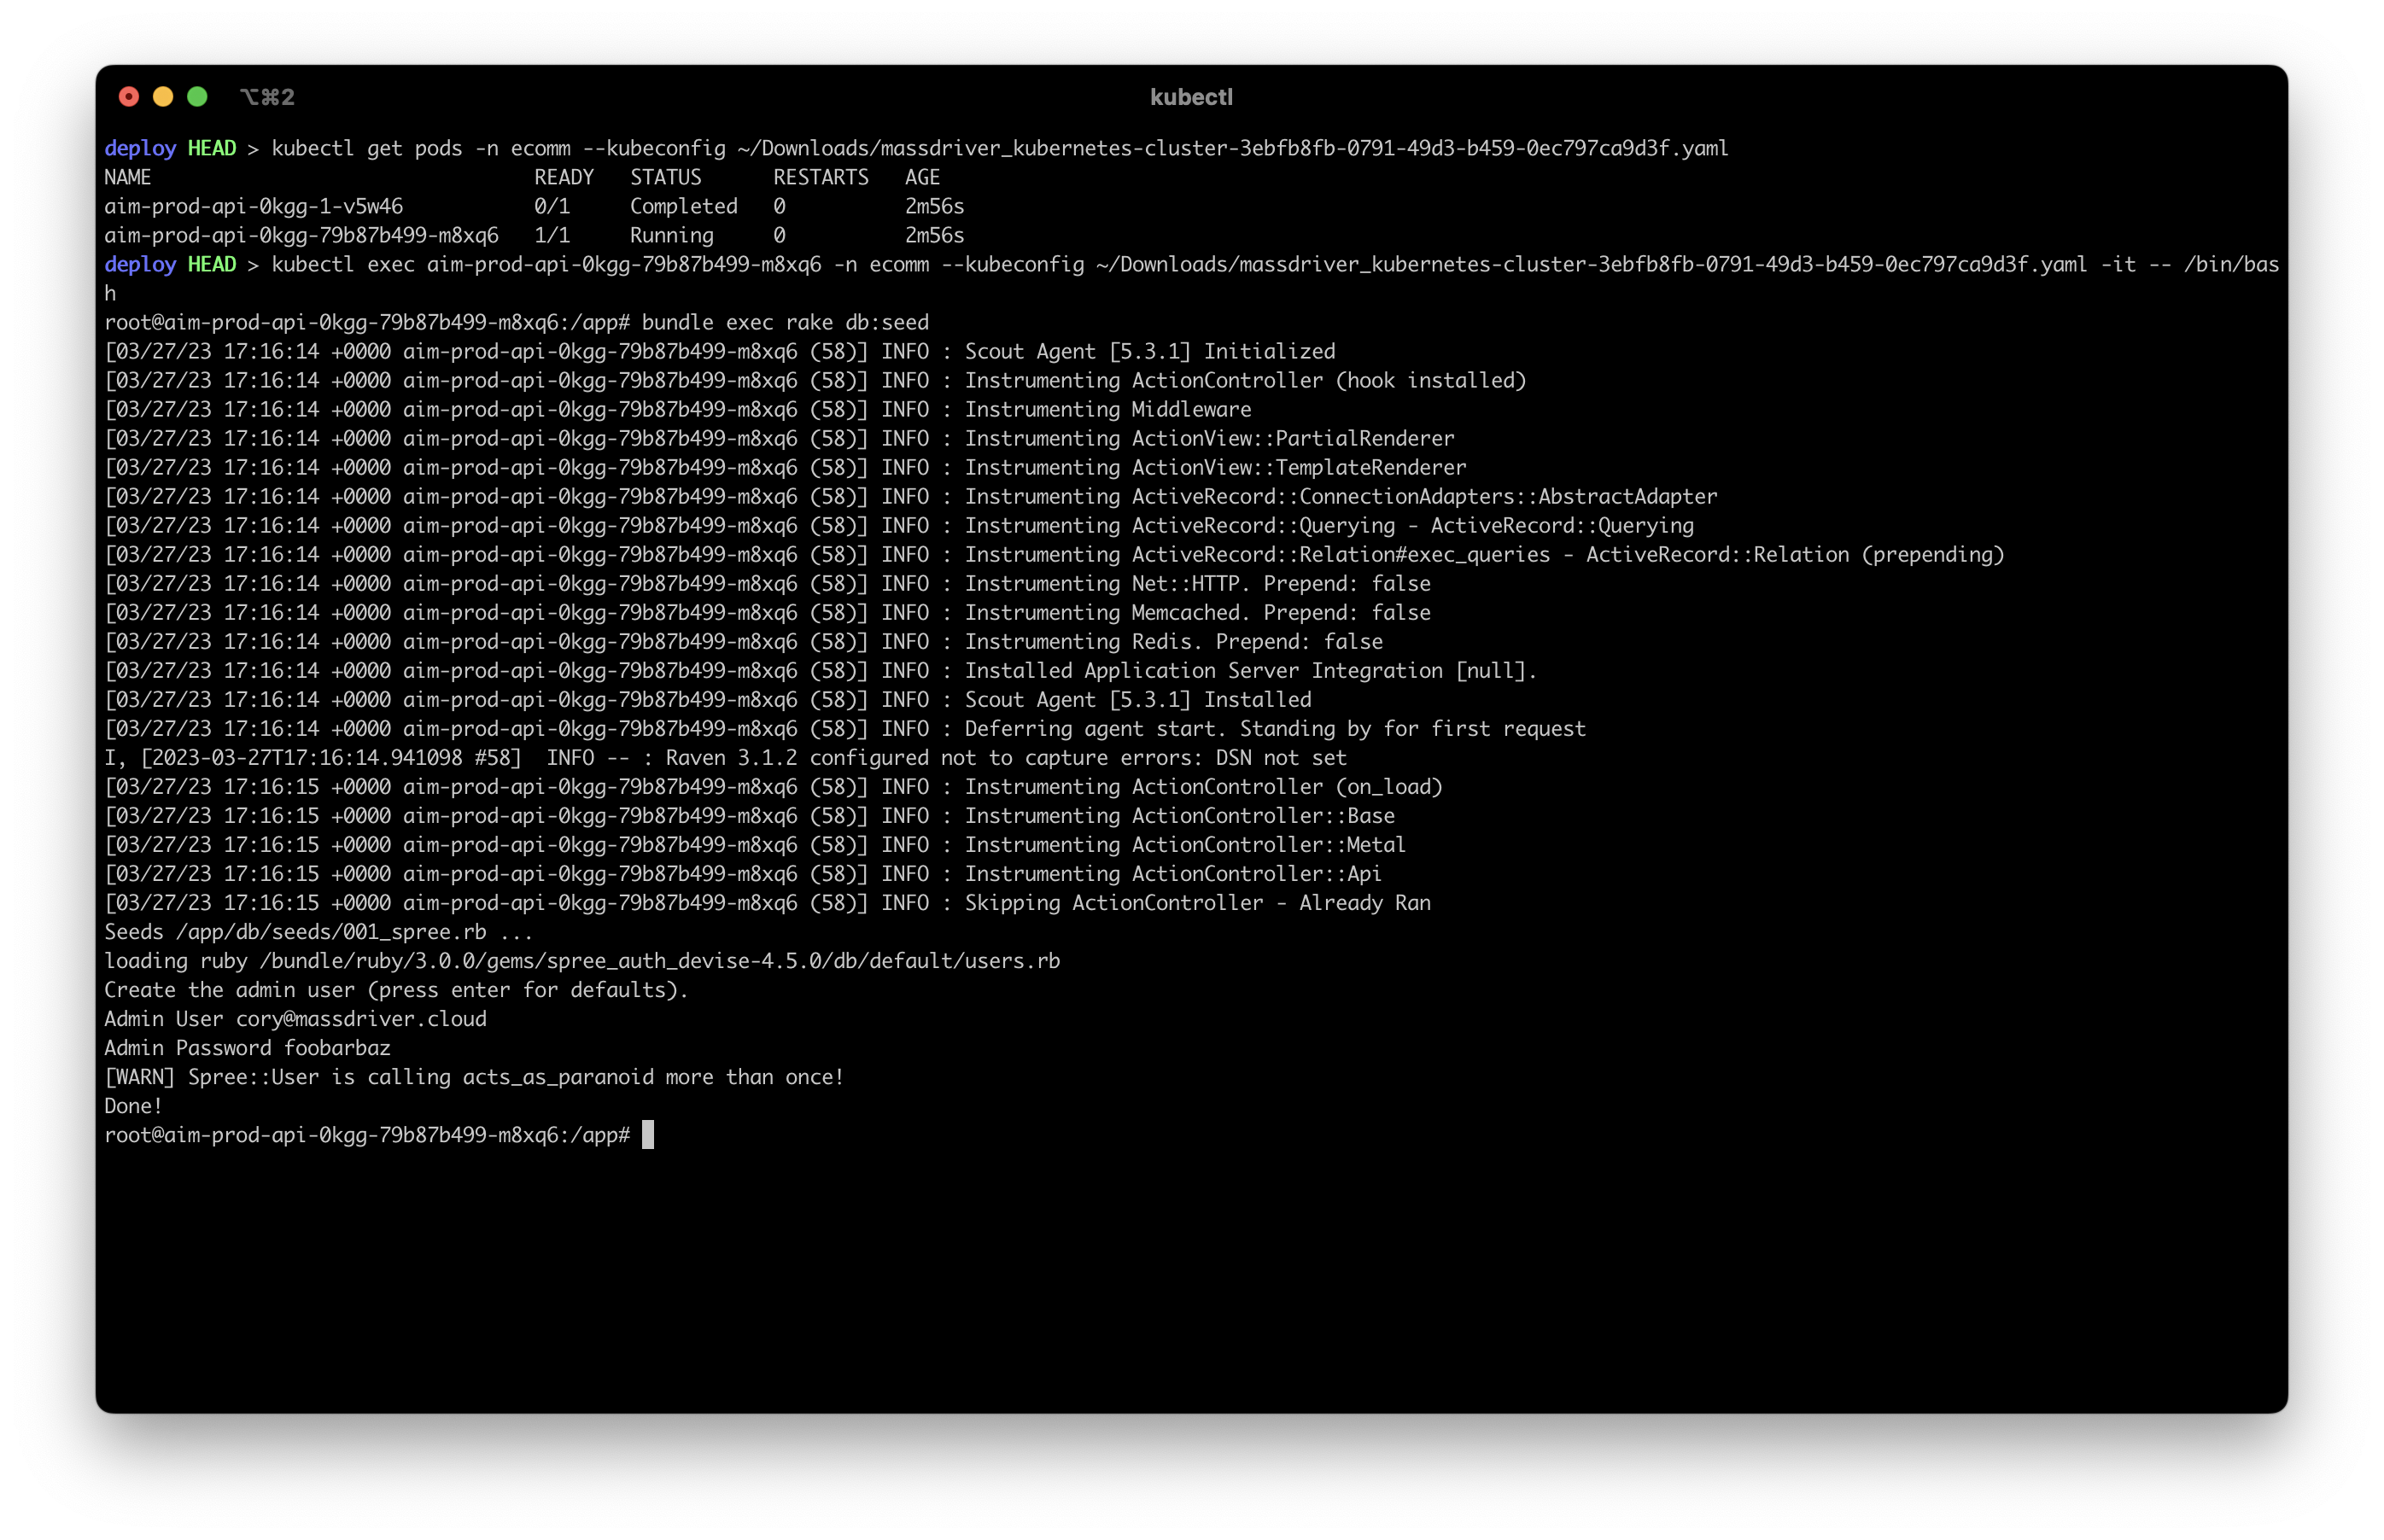 ⌥⌘2
kubectl
deploy HEAD > kubectl get pods -n ecomm --kubeconfig ~/Downloads/massdriver_kubernetes-cluster-3ebfb8fb-0791-49d3-b459-0ec797ca9d3f.yaml
NAME                                READY   STATUS      RESTARTS   AGE
aim-prod-api-0kgg-1-v5w46           0/1     Completed   0          2m56s
aim-prod-api-0kgg-79b87b499-m8xq6   1/1     Running     0          2m56s
deploy HEAD > kubectl exec aim-prod-api-0kgg-79b87b499-m8xq6 -n ecomm --kubeconfig ~/Downloads/massdriver_kubernetes-cluster-3ebfb8fb-0791-49d3-b459-0ec797ca9d3f.yaml -it -- /bin/bas
h
root@aim-prod-api-0kgg-79b87b499-m8xq6:/app# bundle exec rake db:seed
[03/27/23 17:16:14 +0000 aim-prod-api-0kgg-79b87b499-m8xq6 (58)] INFO : Scout Agent [5.3.1] Initialized
[03/27/23 17:16:14 +0000 aim-prod-api-0kgg-79b87b499-m8xq6 (58)] INFO : Instrumenting ActionController (hook installed)
[03/27/23 17:16:14 +0000 aim-prod-api-0kgg-79b87b499-m8xq6 (58)] INFO : Instrumenting Middleware
[03/27/23 17:16:14 +0000 aim-prod-api-0kgg-79b87b499-m8xq6 (58)] INFO : Instrumenting ActionView::PartialRenderer
[03/27/23 17:16:14 +0000 aim-prod-api-0kgg-79b87b499-m8xq6 (58)] INFO : Instrumenting ActionView::TemplateRenderer
[03/27/23 17:16:14 +0000 aim-prod-api-0kgg-79b87b499-m8xq6 (58)] INFO : Instrumenting ActiveRecord::ConnectionAdapters::AbstractAdapter
[03/27/23 17:16:14 +0000 aim-prod-api-0kgg-79b87b499-m8xq6 (58)] INFO : Instrumenting ActiveRecord::Querying - ActiveRecord::Querying
[03/27/23 17:16:14 +0000 aim-prod-api-0kgg-79b87b499-m8xq6 (58)] INFO : Instrumenting ActiveRecord::Relation#exec_queries - ActiveRecord::Relation (prepending)
[03/27/23 17:16:14 +0000 aim-prod-api-0kgg-79b87b499-m8xq6 (58)] INFO : Instrumenting Net::HTTP. Prepend: false
[03/27/23 17:16:14 +0000 aim-prod-api-0kgg-79b87b499-m8xq6 (58)] INFO : Instrumenting Memcached. Prepend: false
[03/27/23 17:16:14 +0000 aim-prod-api-0kgg-79b87b499-m8xq6 (58)] INFO : Instrumenting Redis. Prepend: false
[03/27/23 17:16:14 +0000 aim-prod-api-0kgg-79b87b499-m8xq6 (58)] INFO : Installed Application Server Integration [null].
[03/27/23 17:16:14 +0000 aim-prod-api-0kgg-79b87b499-m8xq6 (58)] INFO : Scout Agent [5.3.1] Installed
[03/27/23 17:16:14 +0000 aim-prod-api-0kgg-79b87b499-m8xq6 (58)] INFO : Deferring agent start. Standing by for first request
I, [2023-03-27T17:16:14.941098 #58]  INFO -- : Raven 3.1.2 configured not to capture errors: DSN not set
[03/27/23 17:16:15 +0000 aim-prod-api-0kgg-79b87b499-m8xq6 (58)] INFO : Instrumenting ActionController (on_load)
[03/27/23 17:16:15 +0000 aim-prod-api-0kgg-79b87b499-m8xq6 (58)] INFO : Instrumenting ActionController::Base
[03/27/23 17:16:15 +0000 aim-prod-api-0kgg-79b87b499-m8xq6 (58)] INFO : Instrumenting ActionController::Metal
[03/27/23 17:16:15 +0000 aim-prod-api-0kgg-79b87b499-m8xq6 (58)] INFO : Instrumenting ActionController::Api
[03/27/23 17:16:15 +0000 aim-prod-api-0kgg-79b87b499-m8xq6 (58)] INFO : Skipping ActionController - Already Ran
Seeds /app/db/seeds/001_spree.rb ...
loading ruby /bundle/ruby/3.0.0/gems/spree_auth_devise-4.5.0/db/default/users.rb
Create the admin user (press enter for defaults).
Admin User cory@massdriver.cloud
Admin Password foobarbaz
[WARN] Spree::User is calling acts_as_paranoid more than once!
Done!
root@aim-prod-api-0kgg-79b87b499-m8xq6:/app#